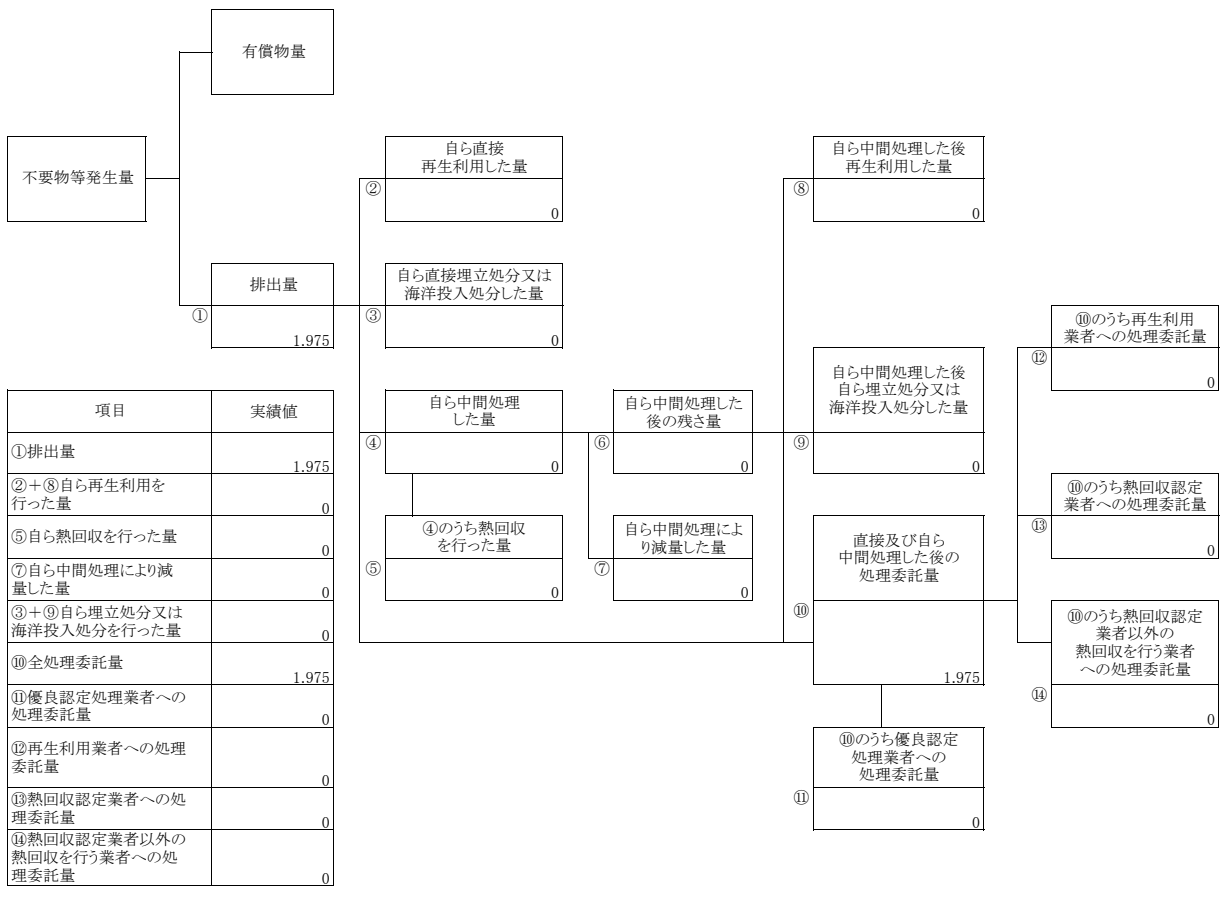 有償物量
不要物等発生量
排出量
①
1.975
自ら直接
再生利用した量
②
0
自ら直接埋立処分又は
海洋投入処分した量
③
0
自ら中間処理
した量
④
0
④のうち熱回収
を行った量
⑤
0
自ら中間処理した
後の残さ量
⑥
0
自ら中間処理によ
り減量した量
⑦
0
自ら中間処理した後
再生利用した量
⑧
0
自ら中間処理した後
自ら埋立処分又は
海洋投入処分した量
⑨
0
直接及び自ら
中間処理した後の
処理委託量
⑩
1.975
⑩のうち優良認定
処理業者への
処理委託量
⑪
0
⑩のうち再生利用
業者への処理委託量
⑫
0
⑩のうち熱回収認定
業者への処理委託量
⑬
0
⑩のうち熱回収認定
業者以外の
熱回収を行う業者
への処理委託量
⑭
0
項目 実績値
①排出量
1.975
②+⑧自ら再生利用を
行った量
0
⑤自ら熱回収を行った量
0
⑦自ら中間処理により減
量した量
0
③+⑨自ら埋立処分又は
海洋投入処分を行った量
0
⑩全処理委託量
1.975
⑪優良認定処理業者への
処理委託量
0
⑫再生利用業者への処理
委託量
0
⑬熱回収認定業者への処
理委託量
0
⑭熱回収認定業者以外の
熱回収を行う業者への処
理委託量
0